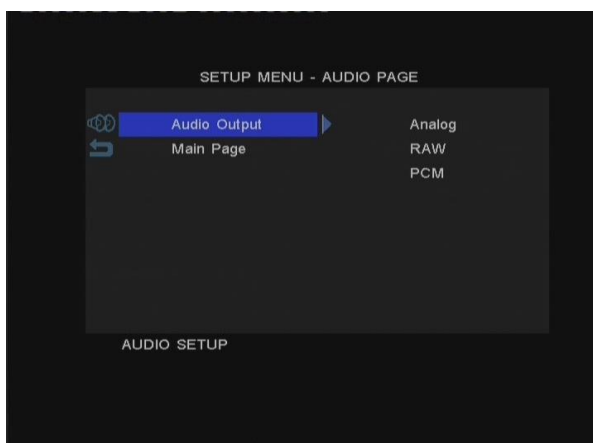 SETUP MENU - AUDIO PAGE
Audio Output Analog
Main Page RAW
PCM
AUDIO SETUP